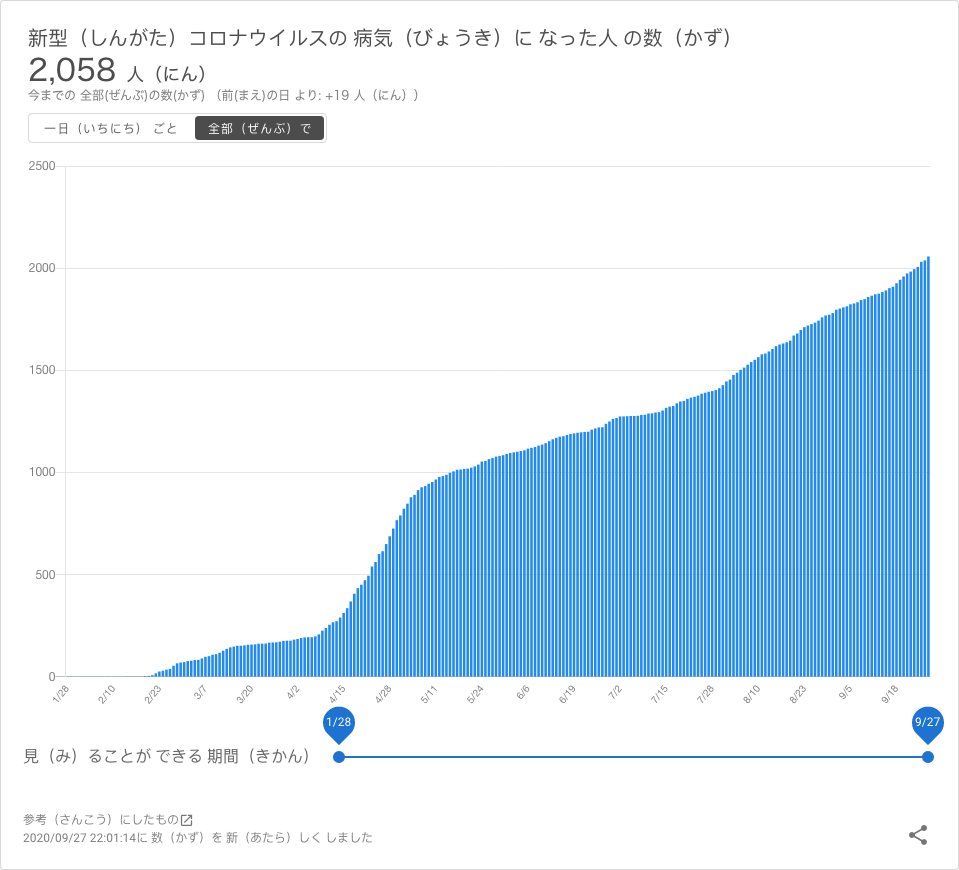 新型（しんがた）コロナウイルスの 病気（びょうき）に なった人 の数（かず）
2,058 人（にん）
今までの 全部(ぜんぶ)の数(かず) （前(まえ)の日 より: +19 人（にん））
一日（いちにち） ごと 全部（ぜんぶ）で
2500
2000
1500
1000
500
0
1/28 2/10 2/23 3/7 3/20 4/2 4/15 4/28 5/11 5/24 6/6 6/19 7/2 7/15 7/28 8/10 8/23 9/5 9/18
1/28 9/27
見（み）ることが できる 期間（きかん）
参考（さんこう）にしたもの
2020/09/27 22:01:14に 数（かず）を 新（あたら）しく しました